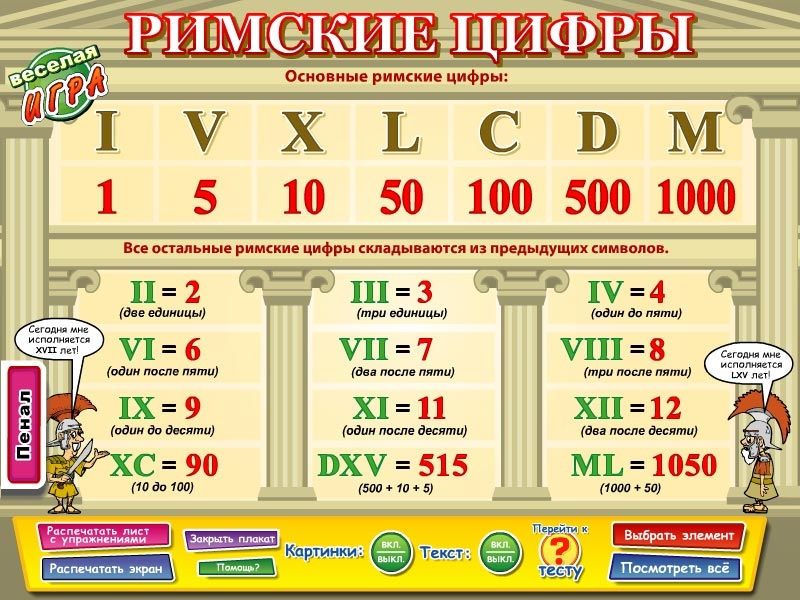 РИМСКИЕ ЦИФРЫ
веселая
ИГРА
Основные римские цифры:
I V X L C D M
1 5 10 50 100 500 1000
Все остальные римские цифры складываются из предыдущих символов.
II = 2 III = 3 IV = 4
(две единицы) (три единицы) (один до пяти)
VI = 6 VII = 7 VIII = 8
(один после пяти) (два после пяти) (три после пяти)
IX = 9 XI = 11 XII = 12
(один до десяти) (один после десяти) (два после десяти)
XC = 90 DXV = 515 ML = 1050
(10 до 100) (500 + 10 + 5) (1000 + 50)
Сегодня мне
исполняется
XVII лет!
Сегодня мне
исполняется
LXV лет!
Пенал
Распечатать лист
с упражнениями
Распечатать экран
Закрыть плакат
Помощь?
Картинки:
ВКЛ.
ВЫКЛ.
Текст:
ВКЛ.
ВЫКЛ.
Перейти к
?
тесту
Выбрать элемент
Посмотреть всё